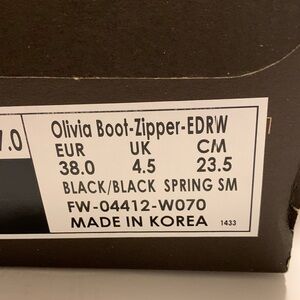 7.0
Olivia Boot-Zipper-EDRW
EUR UK CM
38.0 4.5 23.5
BLACK/BLACK SPRING SM
FW-04412-W070
MADE IN KOREA 1433